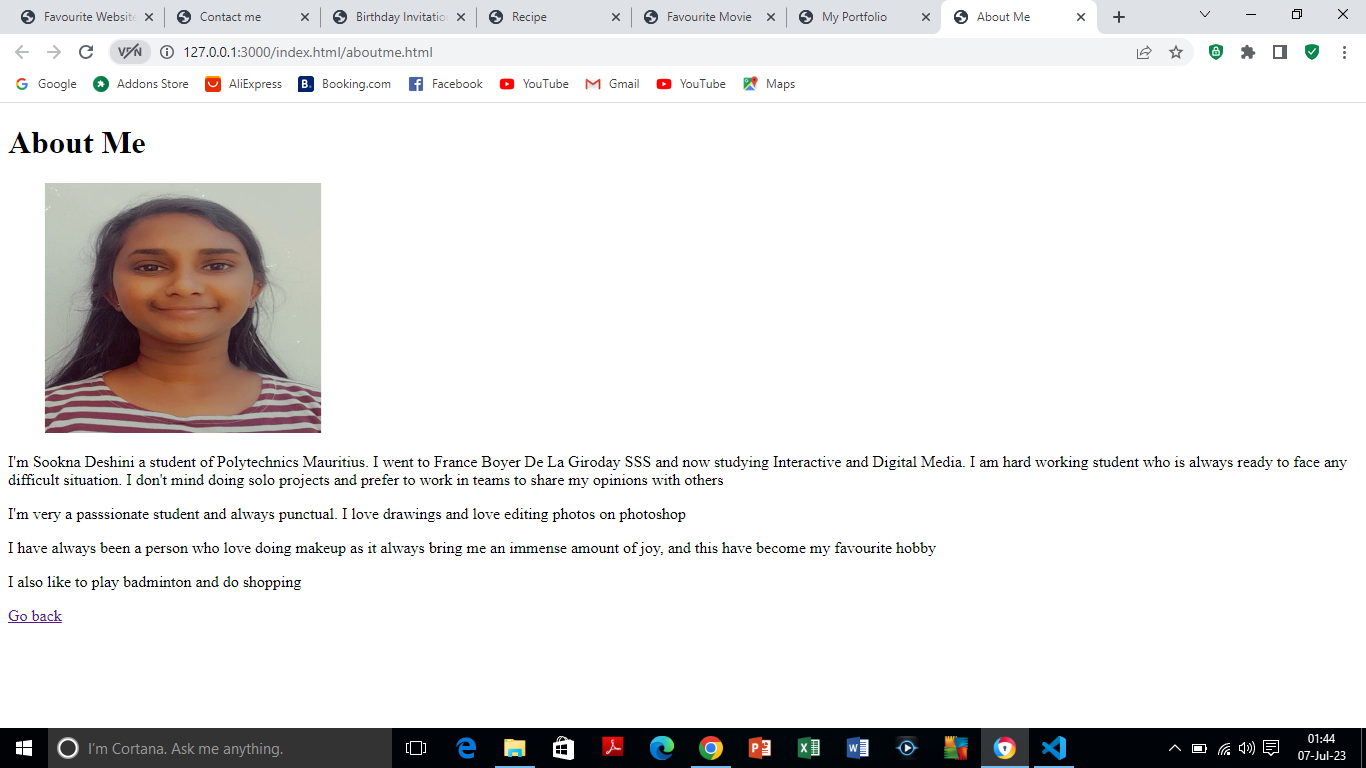 Favourite Website
Contact me
Birthday Invitatio
Recipe
Favourite Movie
My Portfolio
About Me
VPN
127.0.0.1:3000/index.html/aboutme.html
Google
Addons Store
AliExpress
B.
Booking.com
Facebook
YouTube
Gmail
YouTube
Maps
About Me
I'm Sookna Deshini a student of Polytechnics Mauritius. I went to France Boyer De La Giroday SSS and now studying Interactive and Digital Media. I am hard working student who is always ready to face any
difficult situation. I don't mind doing solo projects and prefer to work in teams to share my opinions with others
I'm very a passsionate student and always punctual. I love drawings and love editing photos on photoshop
I have always been a person who love doing makeup as it always bring me an immense amount of joy, and this have become my favourite hobby
I also like to play badminton and do shopping
Go back
I'm Cortana. Ask me anything.
01:44
07-Jul-23